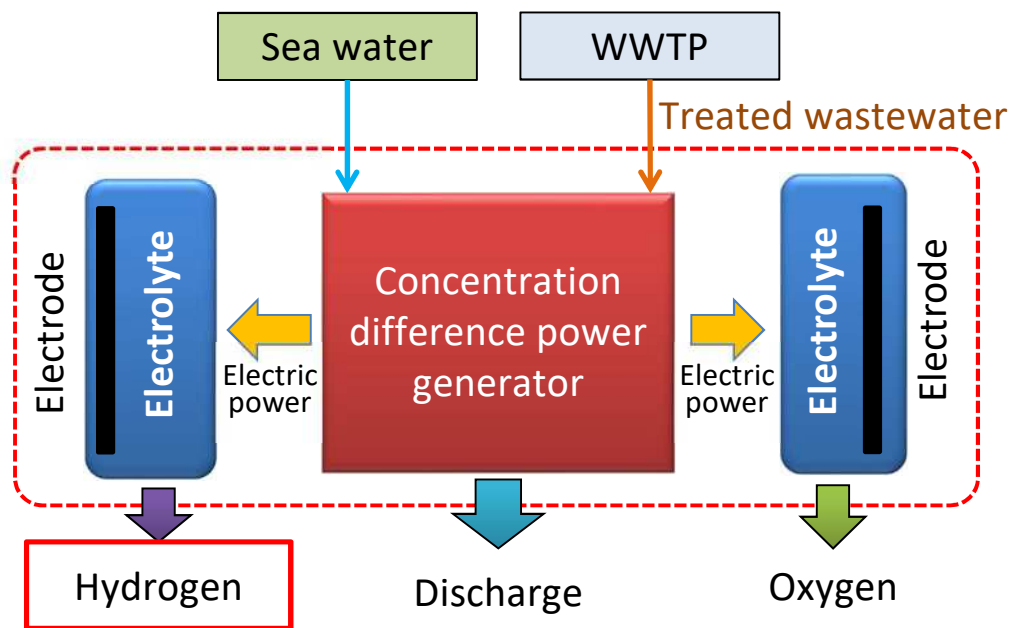 Sea water
WWTP
Treated wastewater
Electrode
Electrolyte
Electric
power
Concentration
difference power
generator
Electric
power
Electrolyte
Electrode
Hydrogen
Discharge
Oxygen